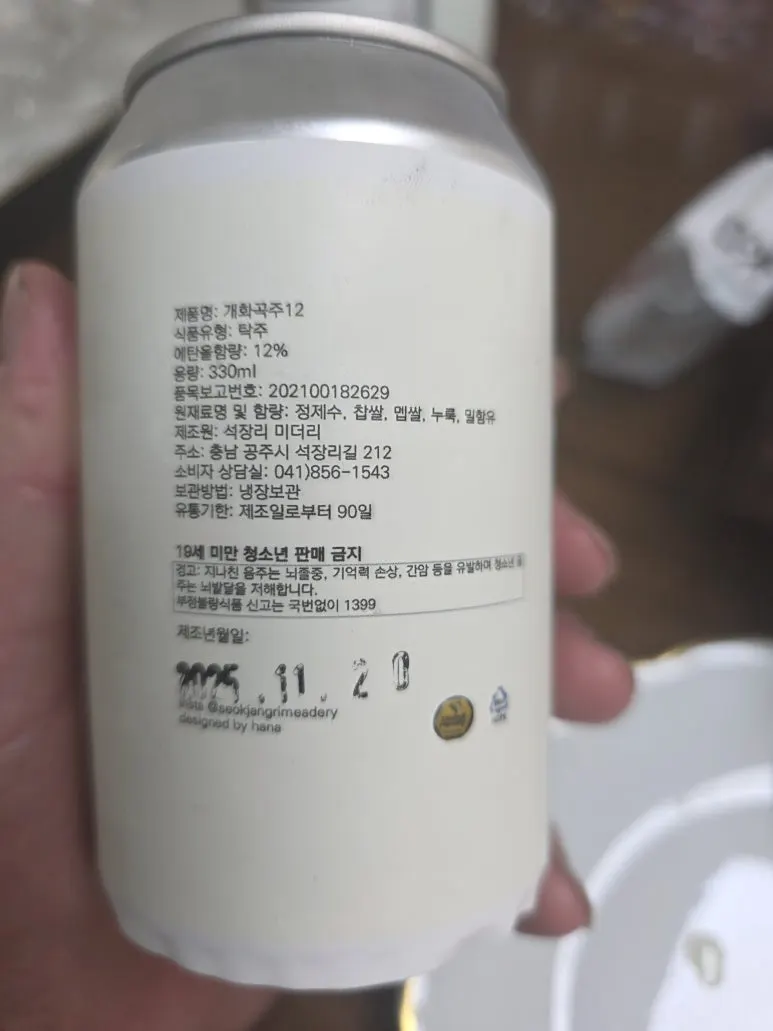 제품명: 개화곡주12
식품유형: 탁주
에탄올함량: 12%
용량: 330ml
품목보고번호: 202100182629
원재료명 및 함량: 정제수, 찹쌀, 멥쌀, 누룩, 밀함유
제조원: 석장리 미더리
주소: 충남 공주시 석장리길 212
소비자 상담실: 041)856-1543
보관방법: 냉장보관
유통기한: 제조일로부터 90일
19세 미만 청소년 판매 금지
경고: 지나친 음주는 뇌졸중, 기억력 손상, 간암 등을 유발하며 청소년 음
주는 뇌발달을 저해합니다.
부정불량식품 신고는 국번없이 1399
제조년월일:
2025.11.20
insta @seokjangrimeadery
designed by hana